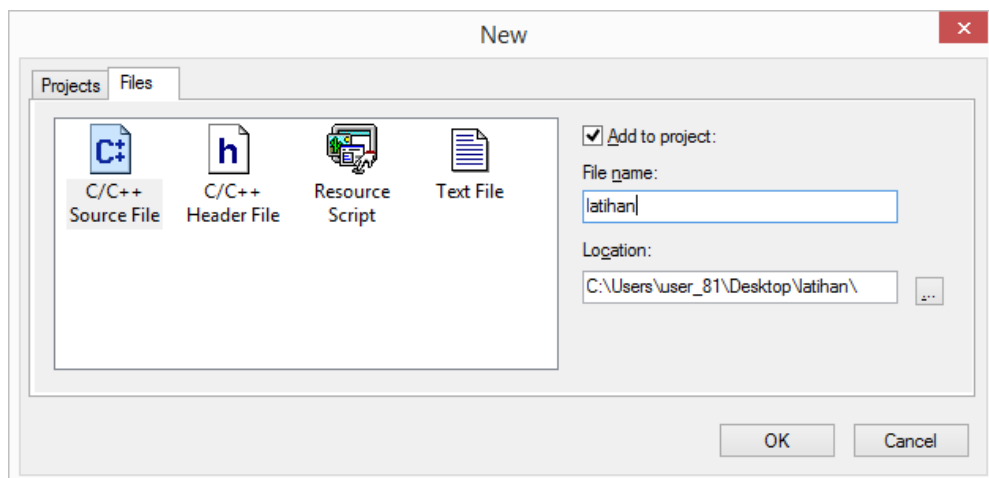 New
Projects
Files
C/C++
Source File
C/C++
Header File
Resource
Script
Text File
Add to project:
File name:
latihan
Location:
C:\Users\user_81\Desktop\latihan\
...
OK
Cancel